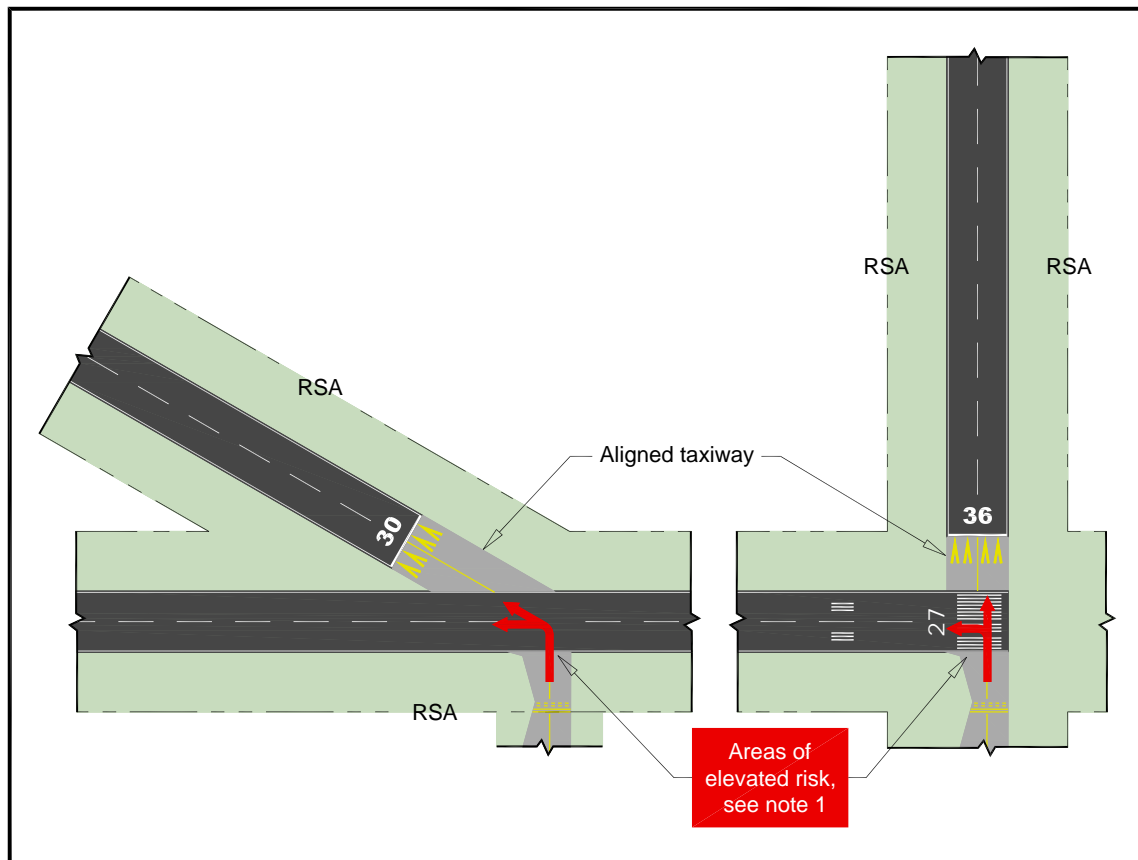 RSA
RSA
RSA
Aligned taxiway
30
36
27
RSA
Areas of
elevated risk,
see note 1